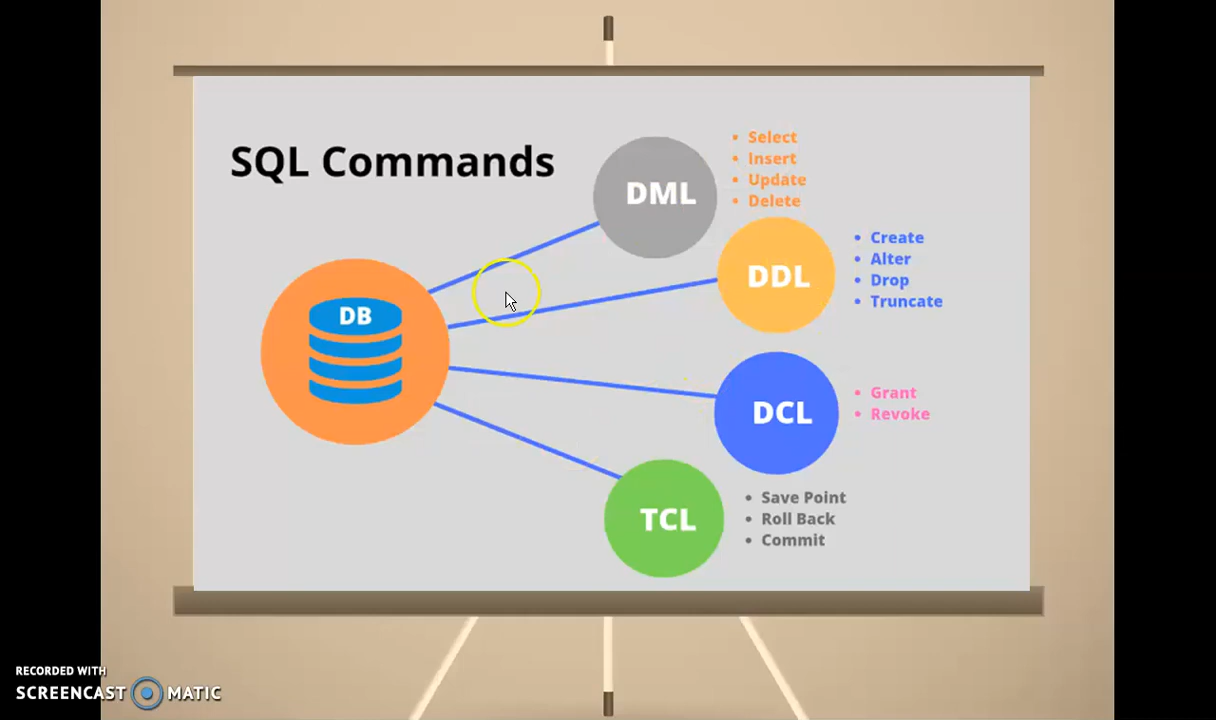 SQL Commands
DB
DML
• Select
• Insert
• Update
• Delete
DDL
• Create
• Alter
• Drop
• Truncate
DCL
• Grant
• Revoke
TCL
• Save Point
• Roll Back
• Commit
RECORDED WITH
SCREENCAST MATIC